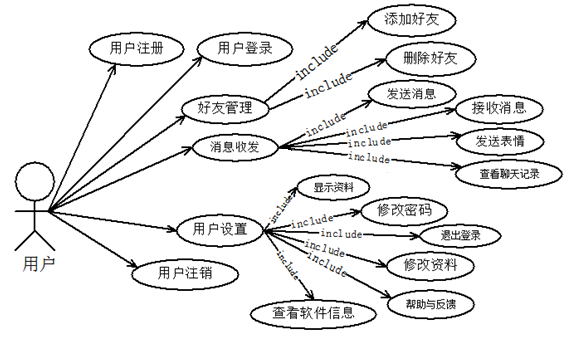 添加好友
用户注册
用户登录
include
删除好友
include
好友管理
发送消息
include
接收消息
include
消息收发
include
发送表情
include
查看聊天记录
显示资料
include
修改密码
include
用户设置
include
退出登录
用户
include
修改资料
用户注销
include
include
帮助与反馈
查看软件信息